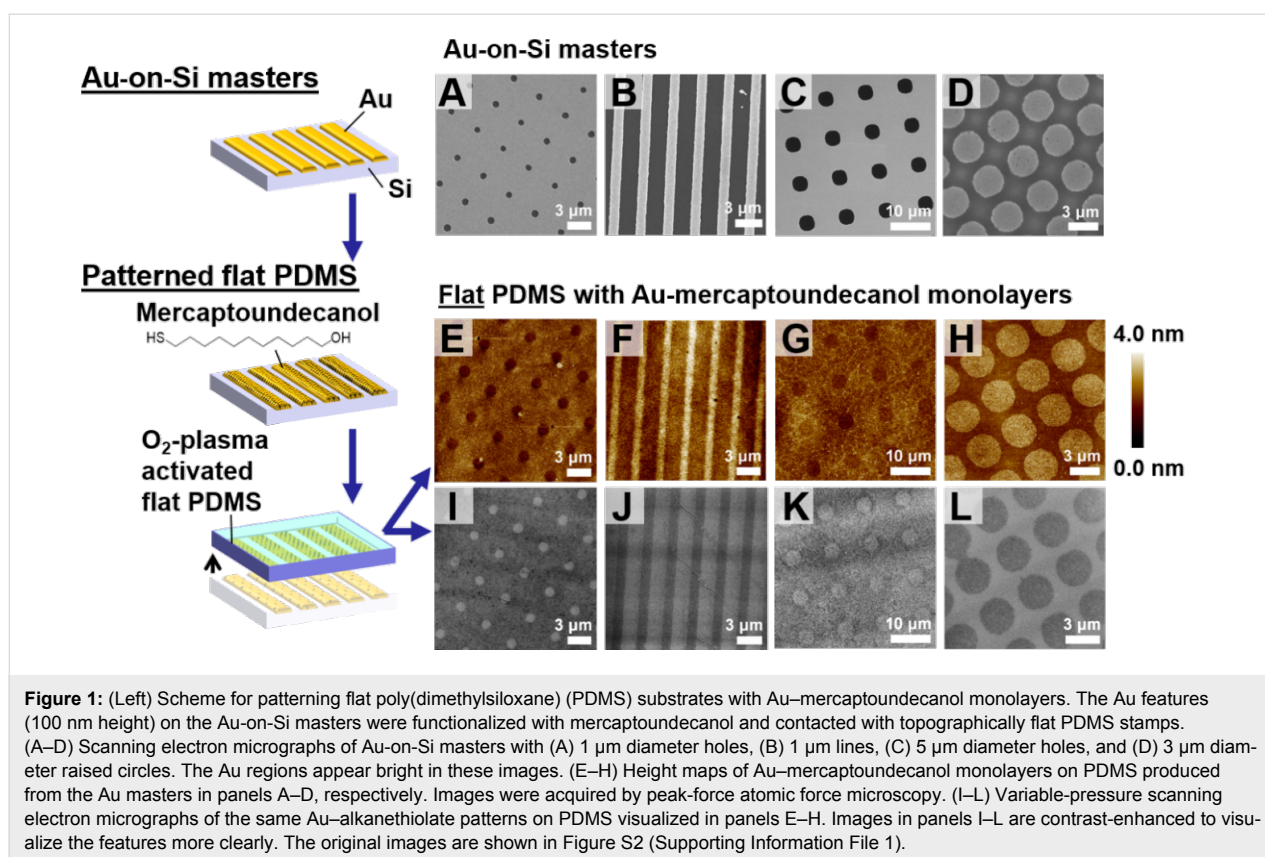 Au-on-Si masters
Au
Si
Patterned flat PDMS
Mercaptoundecanol
HS
OH
O2-plasma
activated
flat PDMS
Au-on-Si masters
A
B
C
D
3 µm
3 µm
10 µm
3 µm
Flat PDMS with Au-mercaptoundecanol monolayers
E
F
G
H
4.0 nm
3 µm
3 µm
10 µm
3 µm
0.0 nm
I
J
K
L
3 µm
3 µm
10 µm
3 µm
Figure 1: (Left) Scheme for patterning flat poly(dimethylsiloxane) (PDMS) substrates with Au–mercaptoundecanol monolayers. The Au features
(100 nm height) on the Au-on-Si masters were functionalized with mercaptoundecanol and contacted with topographically flat PDMS stamps.
(A–D) Scanning electron micrographs of Au-on-Si masters with (A) 1 µm diameter holes, (B) 1 µm lines, (C) 5 µm diameter holes, and (D) 3 µm diam-
eter raised circles. The Au regions appear bright in these images. (E–H) Height maps of Au–mercaptoundecanol monolayers on PDMS produced
from the Au masters in panels A–D, respectively. Images were acquired by peak-force atomic force microscopy. (I–L) Variable-pressure scanning
electron micrographs of the same Au–alkanethiolate patterns on PDMS visualized in panels E–H. Images in panels I–L are contrast-enhanced to visu-
alize the features more clearly. The original images are shown in Figure S2 (Supporting Information File 1).